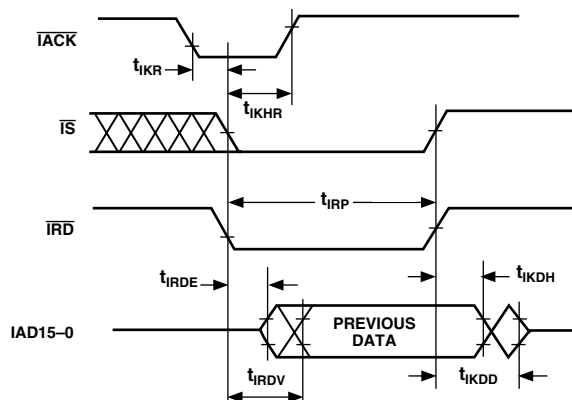 IACK
tIKR
tIKHR
IS
tIRP
IRD
tIRDE
tIKDH
IAD15–0
PREVIOUS
DATA
tIRDV
tIKDD